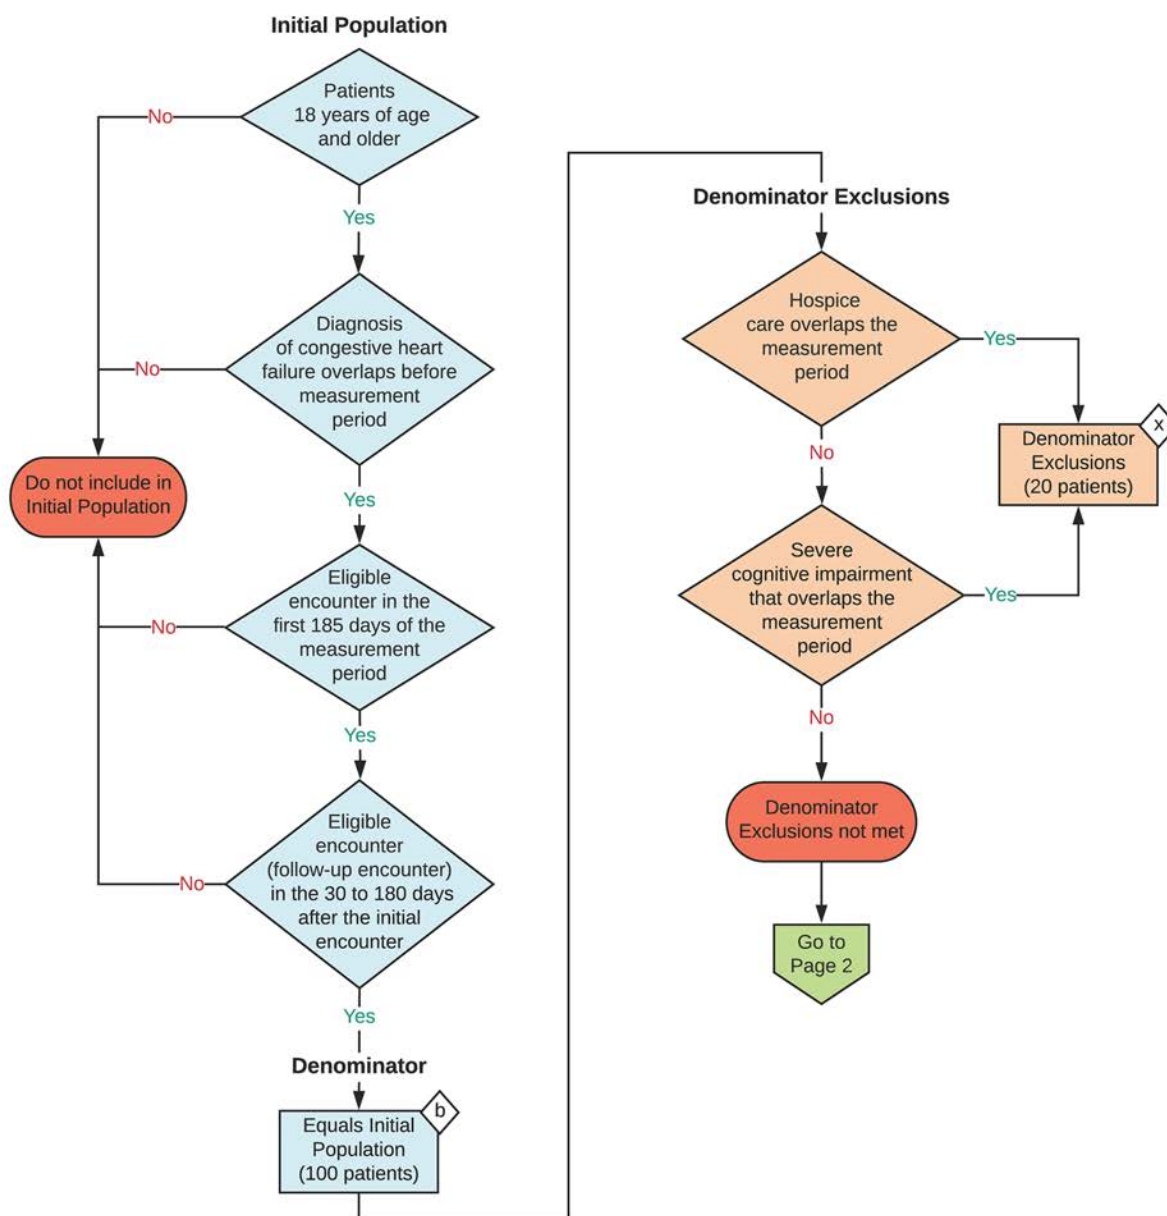 Initial Population
Patients
18 years of age
and older
No
Yes
Diagnosis
of congestive heart
failure overlaps before
measurement
period
No
Do not include in
Initial Population
Yes
Eligible
encounter in the
first 185 days of the
measurement
period
No
Yes
Eligible
encounter
(follow-up encounter)
in the 30 to 180 days
after the initial
encounter
No
Yes
Denominator
b
Equals Initial
Population
(100 patients)
Denominator Exclusions
Hospice
care overlaps the
measurement
period
Yes
x
Denominator
Exclusions
(20 patients)
No
Severe
cognitive impairment
that overlaps the
measurement
period
Yes
No
Denominator
Exclusions not met
Go to
Page 2